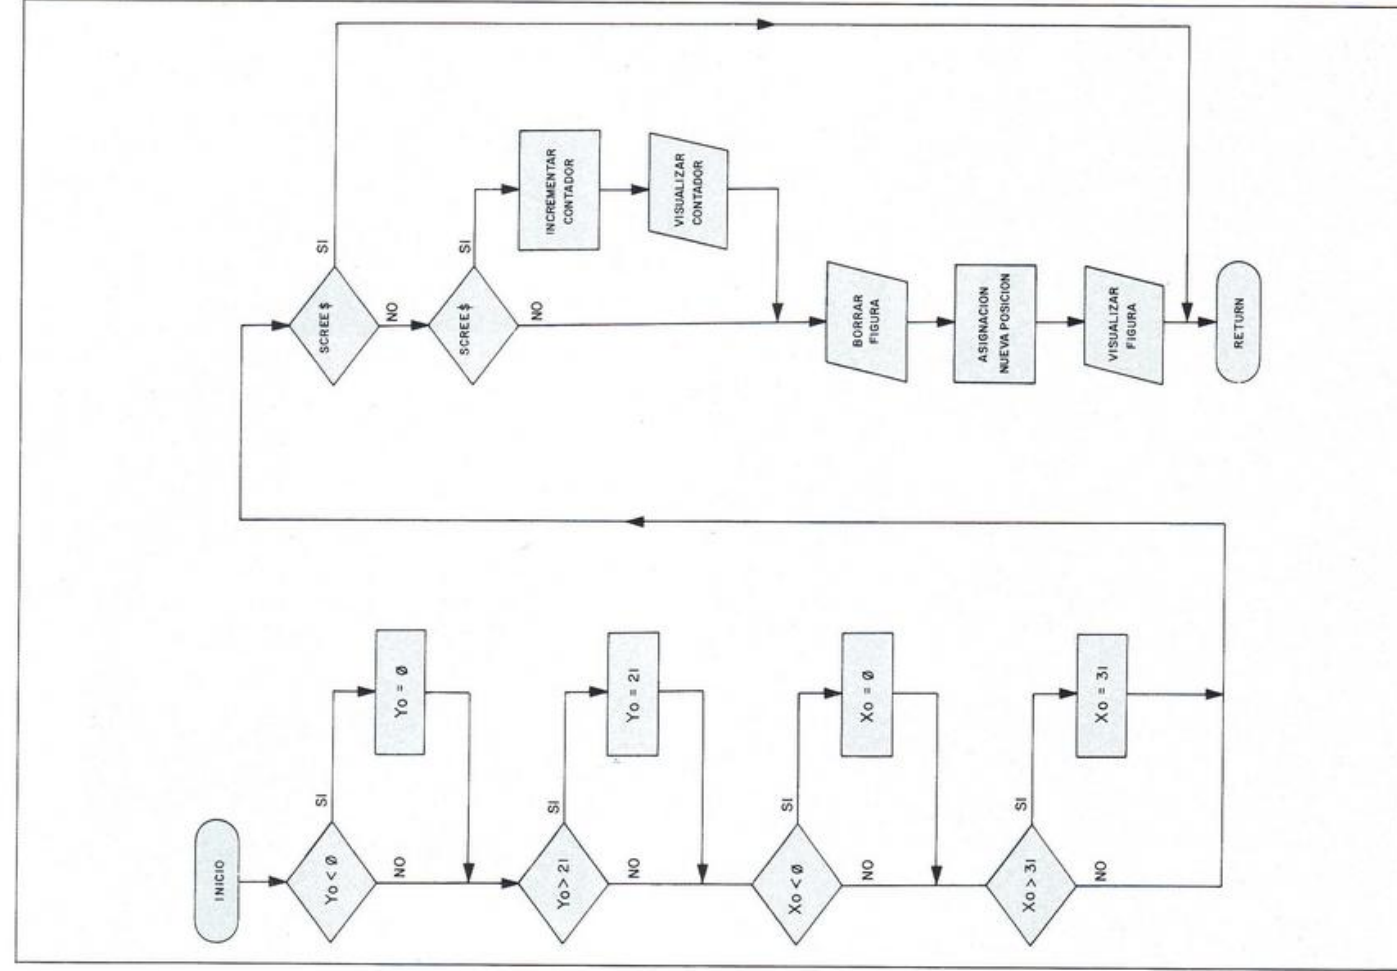 INICIO
Yo < Ø
SI
NO
Yo = Ø
Yo > 21
SI
NO
Yo = 21
Xo < Ø
SI
NO
Xo = Ø
Xo > 31
SI
NO
Xo = 31
SCREE $
SI
NO
SCREE $
SI
NO
INCREMENTAR
CONTADOR
VISUALIZAR
CONTADOR
BORRAR
FIGURA
ASIGNACION
NUEVA POSICION
VISUALIZAR
FIGURA
RETURN